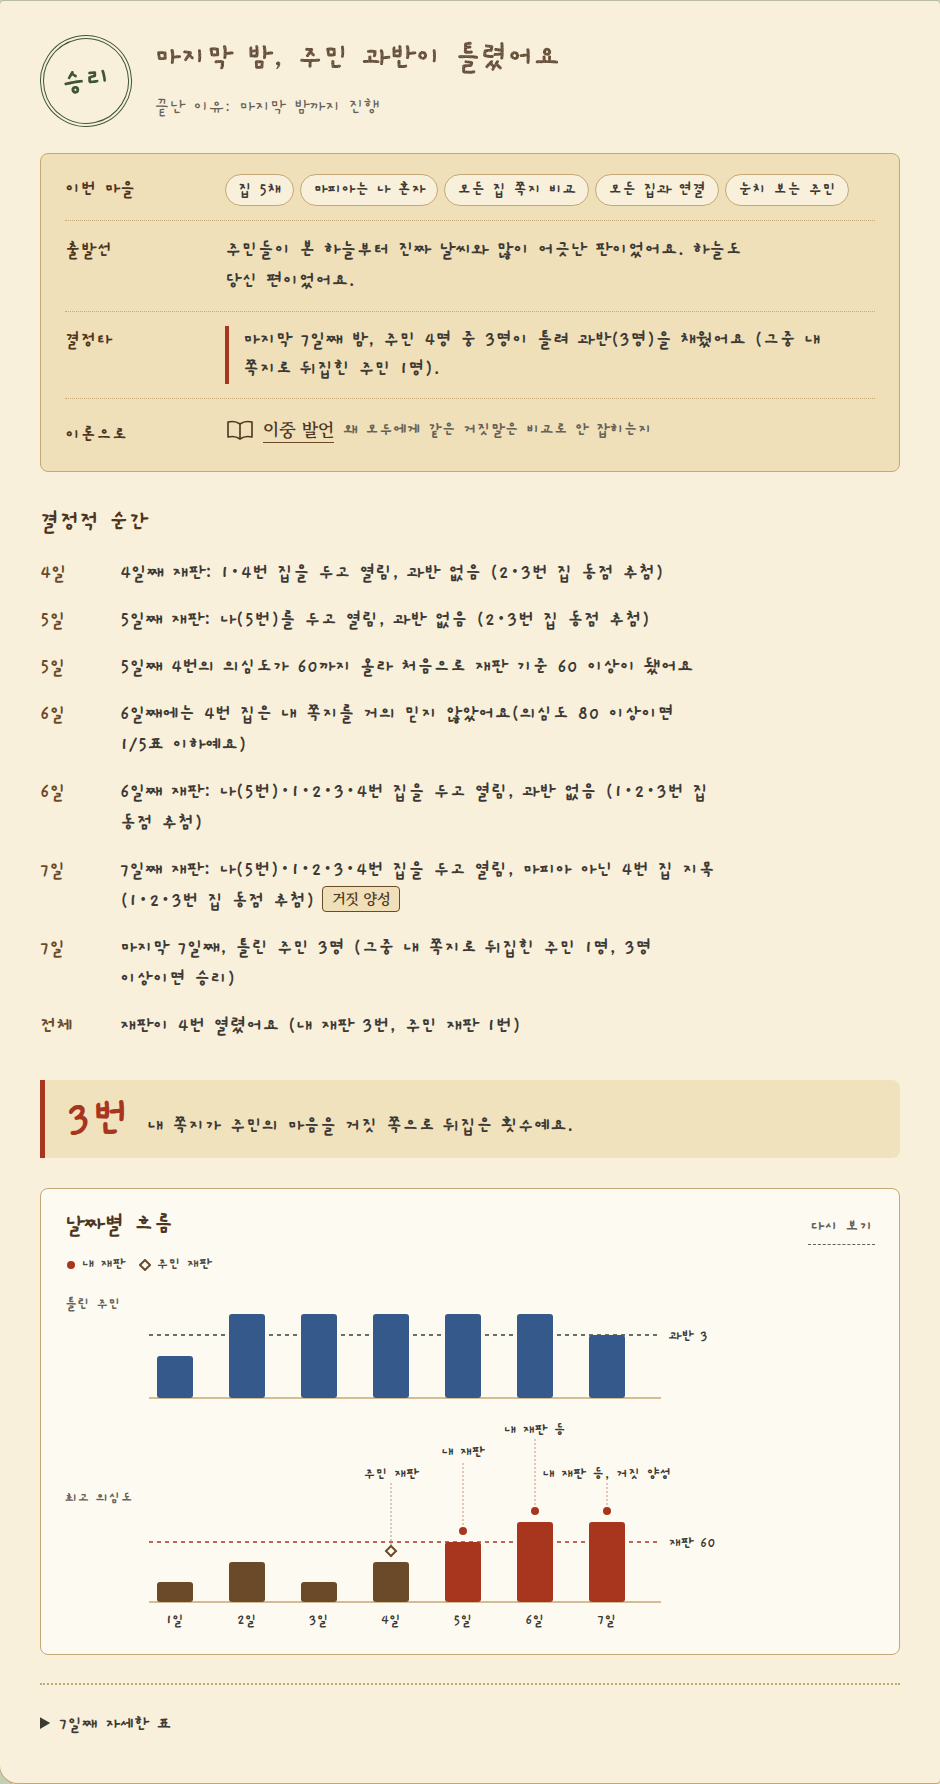 승리
마지막 밤, 주민 과반이 틀렸어요
끝난 이유: 마지막 밤까지 진행
이번 마을
집 5채
마피아는 나 혼자
모든 집 쪽지 비교
모든 집과 연결
눈치 보는 주민
출발선
주민들이 본 하늘부터 진짜 날씨와 많이 어긋난 판이었어요. 하늘도
당신 편이었어요.
결정타
마지막 7일째 밤, 주민 4명 중 3명이 틀려 과반(3명)을 채웠어요 (그중 내
쪽지로 뒤집힌 주민 1명).
이론으로
이중 발언 왜 모두에게 같은 거짓말은 비교로 안 잡히는지
결정적 순간
4일 4일째 재판: 1·4번 집을 두고 열림, 과반 없음 (2·3번 집 동점 추첨)
5일 5일째 재판: 나(5번)를 두고 열림, 과반 없음 (2·3번 집 동점 추첨)
5일 5일째 4번의 의심도가 60까지 올라 처음으로 재판 기준 60 이상이 됐어요
6일 6일째에는 4번 집은 내 쪽지를 거의 믿지 않았어요(의심도 80 이상이면
1/5표 이하예요)
6일 6일째 재판: 나(5번)·1·2·3·4번 집을 두고 열림, 과반 없음 (1·2·3번 집
동점 추첨)
7일 7일째 재판: 나(5번)·1·2·3·4번 집을 두고 열림, 마피아 아닌 4번 집 지목
(1·2·3번 집 동점 추첨) 거짓 양성
7일 마지막 7일째, 틀린 주민 3명 (그중 내 쪽지로 뒤집힌 주민 1명, 3명
이상이면 승리)
전체 재판이 4번 열렸어요 (내 재판 3번, 주민 재판 1번)
3번 내 쪽지가 주민의 마음을 거짓 쪽으로 뒤집은 횟수예요.
날짜별 흐름
다시 보기
내 재판 주민 재판
틀린 주민
과반 3
내 재판 등
내 재판
주민 재판
내 재판 등, 거짓 양성
최고 의심도
재판 60
1일 2일 3일 4일 5일 6일 7일
▶ 7일째 자세한 표